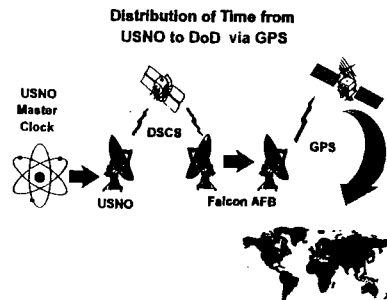 Distribution of Time from
USNO to DoD via GPS
USNO
Master
Clock
DSCS
GPS
USNO
Falcon AFB